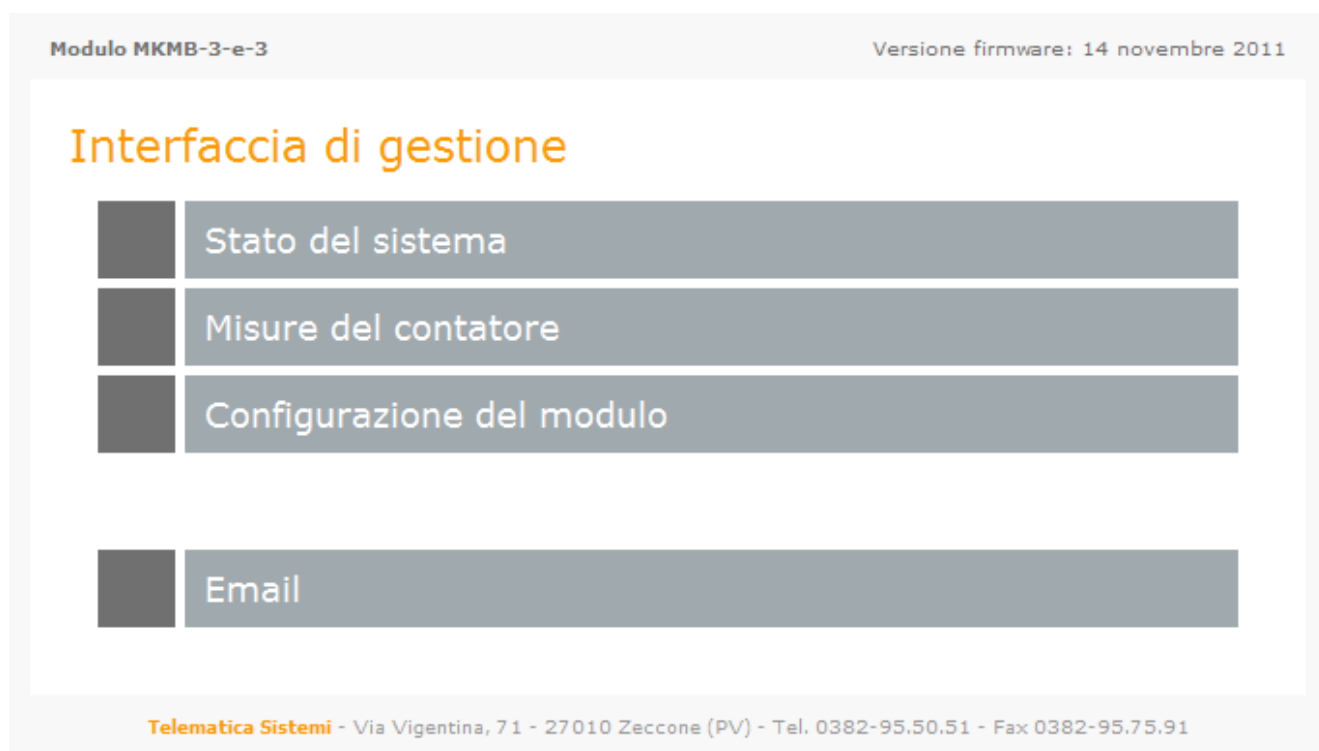 Modulo MKMB-3-e-3
Versione firmware: 14 novembre 2011
Interfaccia di gestione
Stato del sistema
Misure del contatore
Configurazione del modulo
Email
Telematica Sistemi - Via Vigentina, 71 - 27010 Zeccone (PV) - Tel. 0382-95.50.51 - Fax 0382-95.75.91